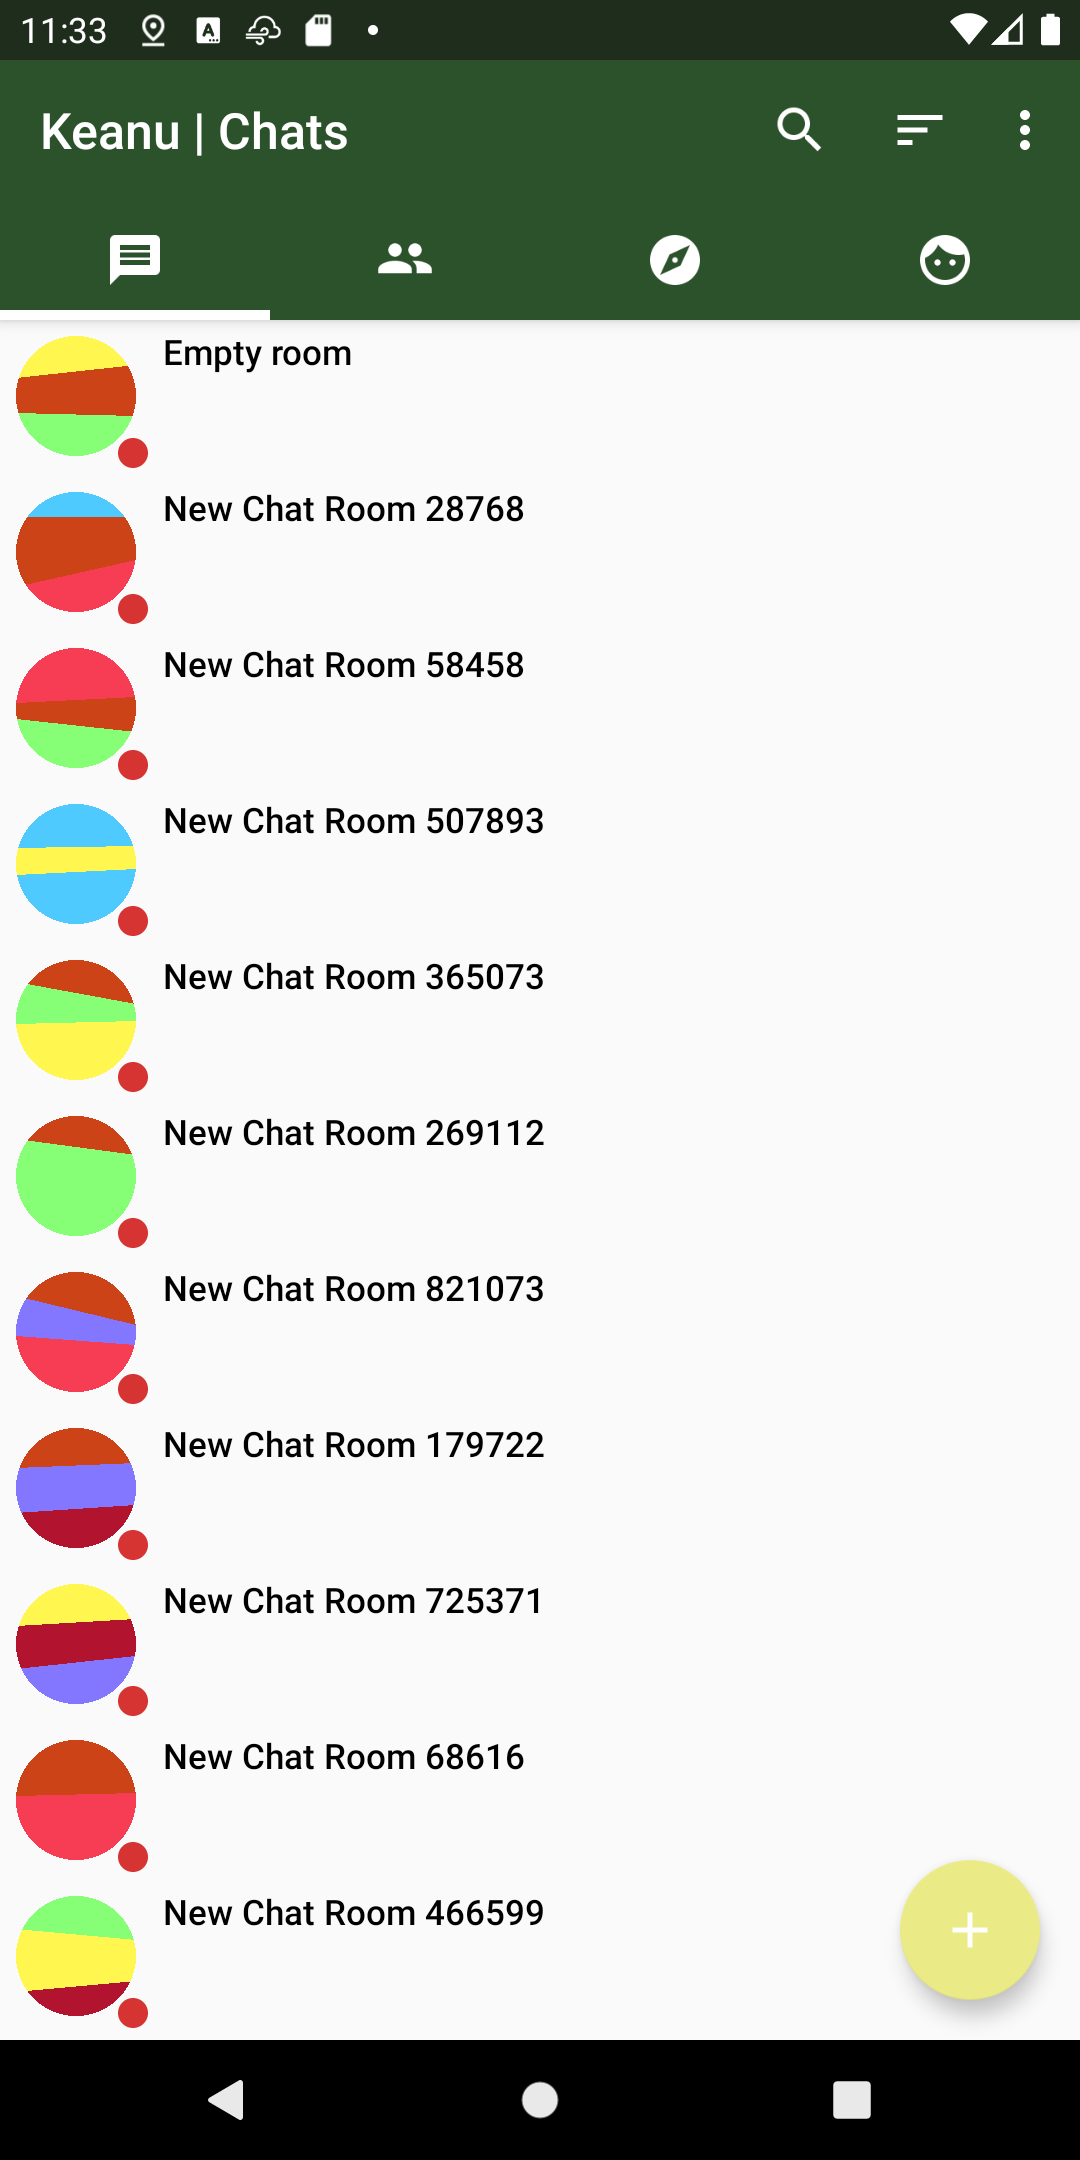 11:33
Keanu | Chats
Empty room
New Chat Room 28768
New Chat Room 58458
New Chat Room 507893
New Chat Room 365073
New Chat Room 269112
New Chat Room 821073
New Chat Room 179722
New Chat Room 725371
New Chat Room 68616
New Chat Room 466599